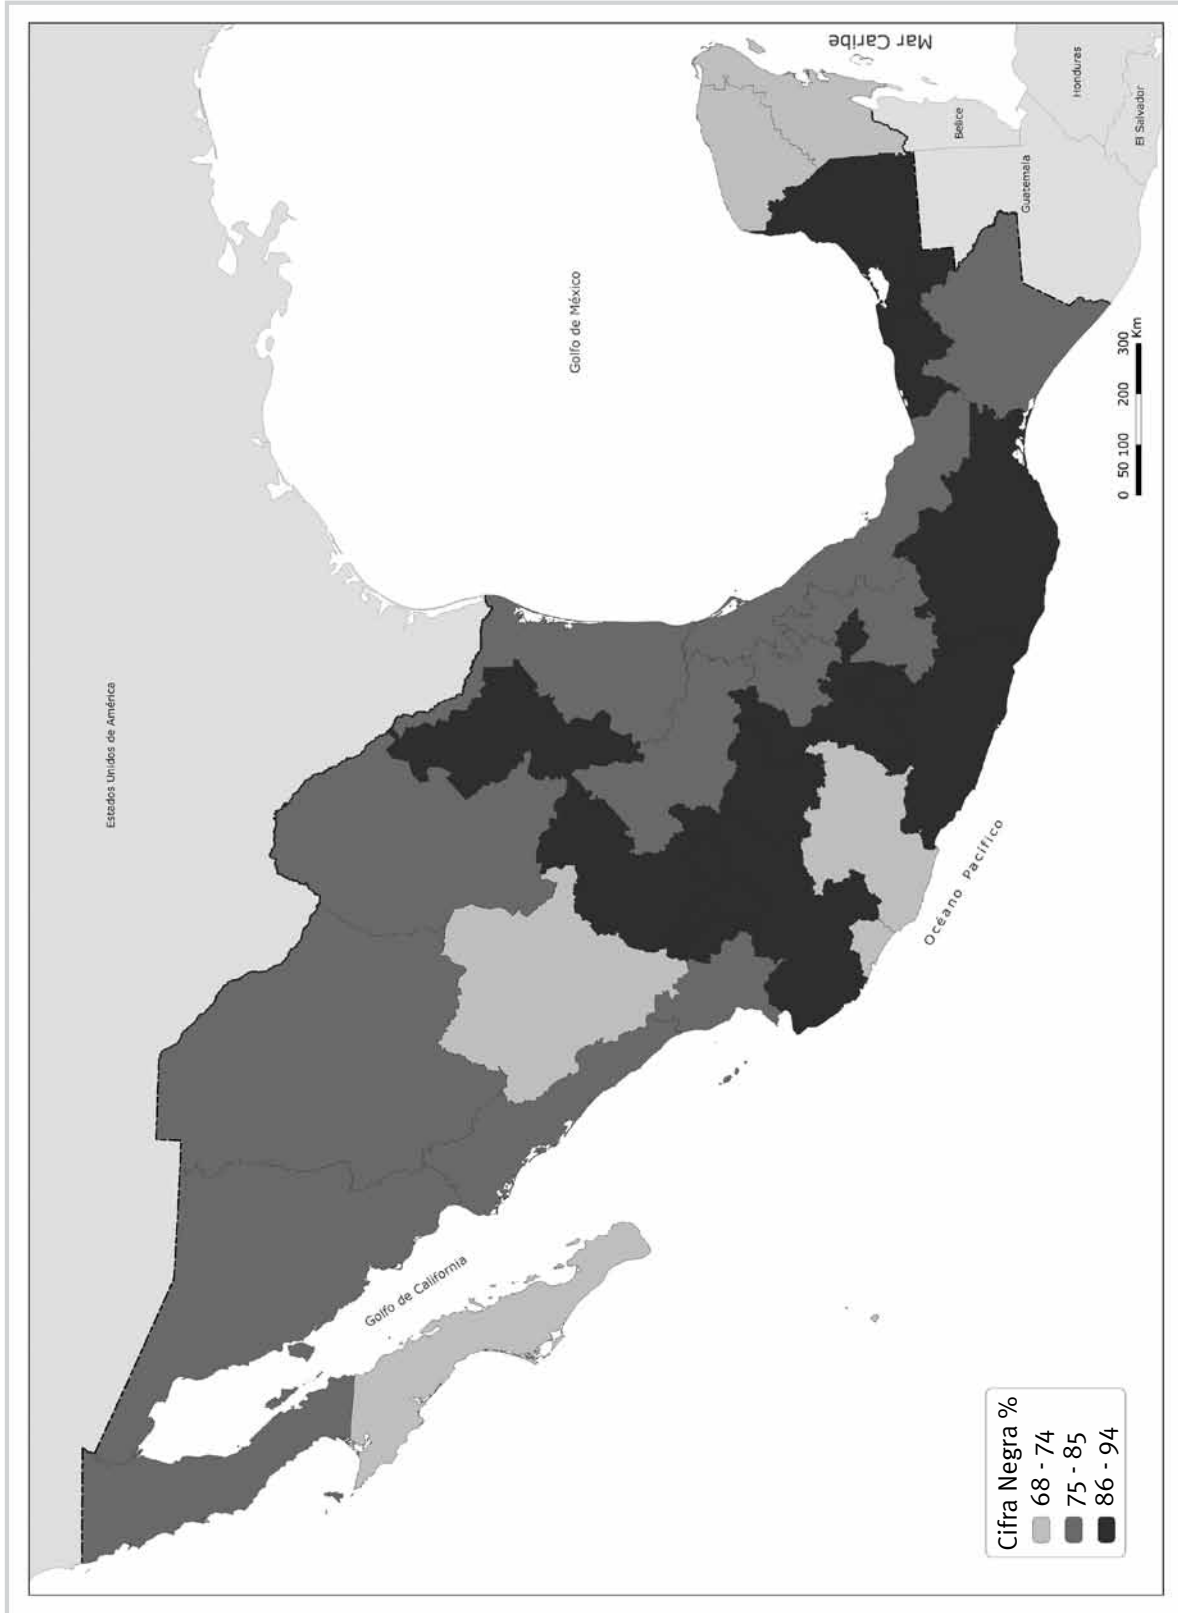 Estados Unidos de América
Golfo de México
Mar Caribe
Belice
Honduras
Guatemala
El Salvador
Golfo de California
Océano Pacífico
Cifra Negra %
68 - 74
75 - 85
86 - 94
0 50 100 200 300
Km